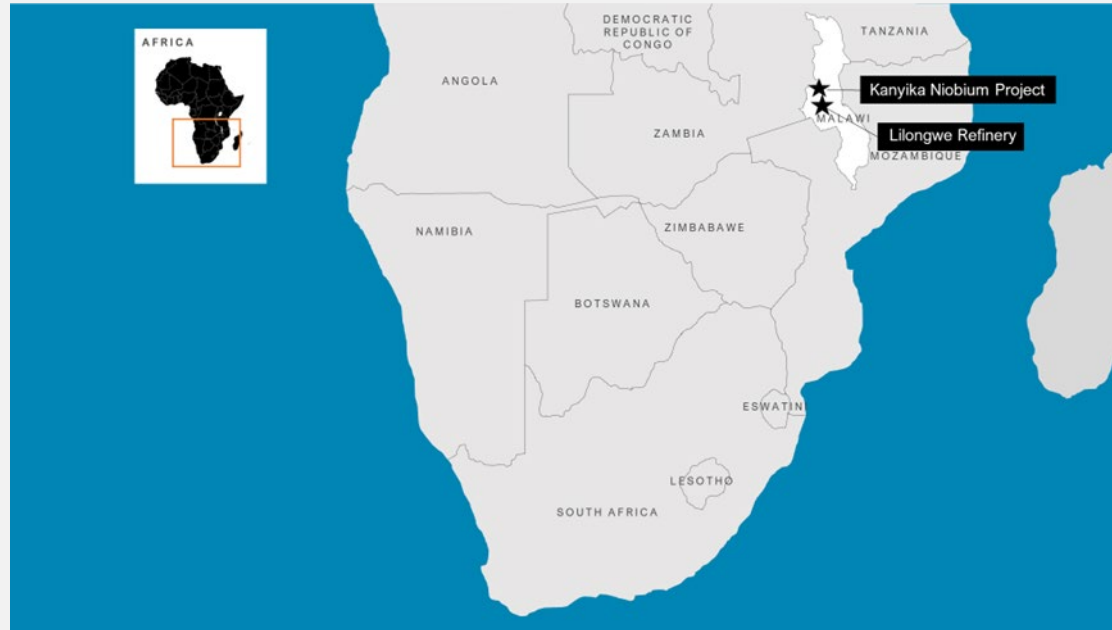 AFRICA
DEMOCRATIC
REPUBLIC OF
CONGO
TANZANIA
ANGOLA
Kanyika Niobium Project
MALAWI
ZAMBIA
Lilongwe Refinery
MOZAMBIQUE
NAMIBIA
ZIMBABAWE
BOTSWANA
ESWATINI
LESOTHO
SOUTH AFRICA